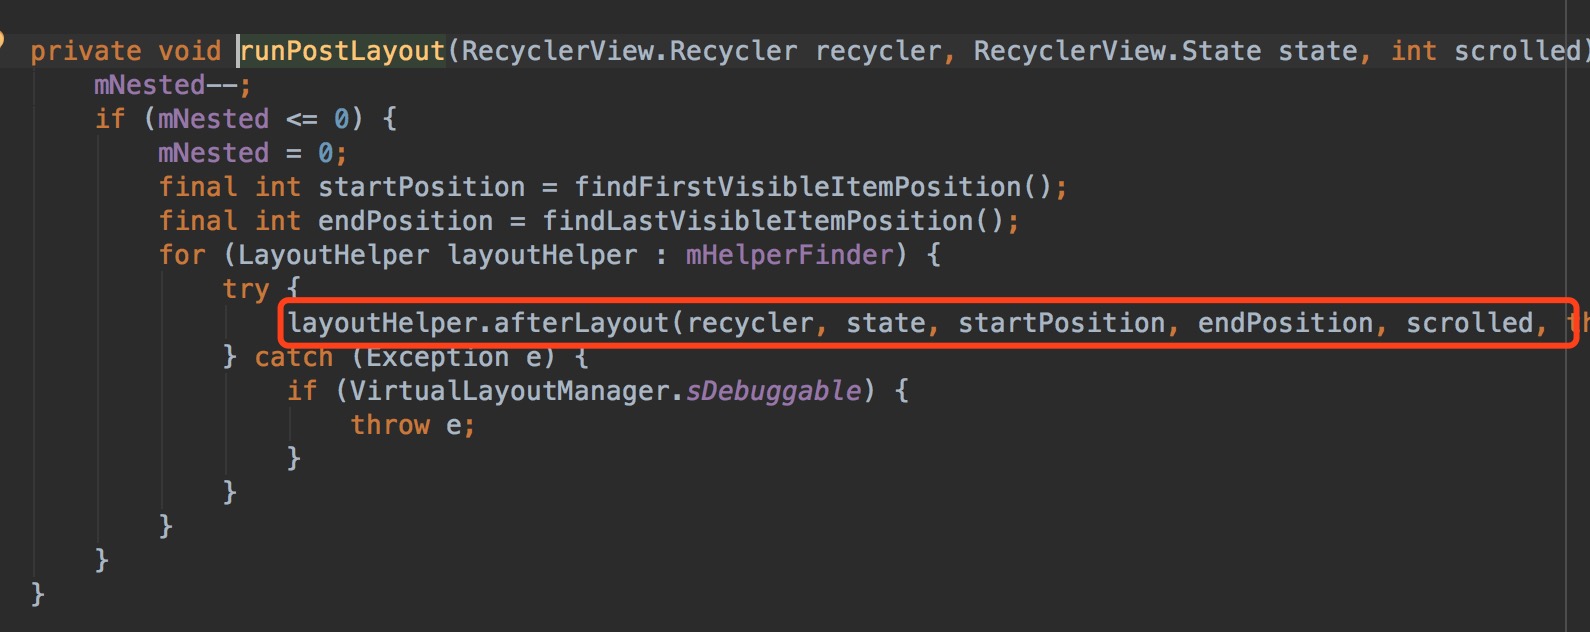 private void runPostLayout(RecyclerView.Recycler recycler, RecyclerView.State state, int scrolled)
mNested--;
if (mNested <= 0) {
mNested = 0;
final int startPosition = findFirstVisibleItemPosition();
final int endPosition = findLastVisibleItemPosition();
for (LayoutHelper layoutHelper : mHelperFinder) {
try {
layoutHelper.afterLayout(recycler, state, startPosition, endPosition, scrolled,
} catch (Exception e) {
if (VirtualLayoutManager.sDebuggable) {
throw e;
}
}
}
}
}